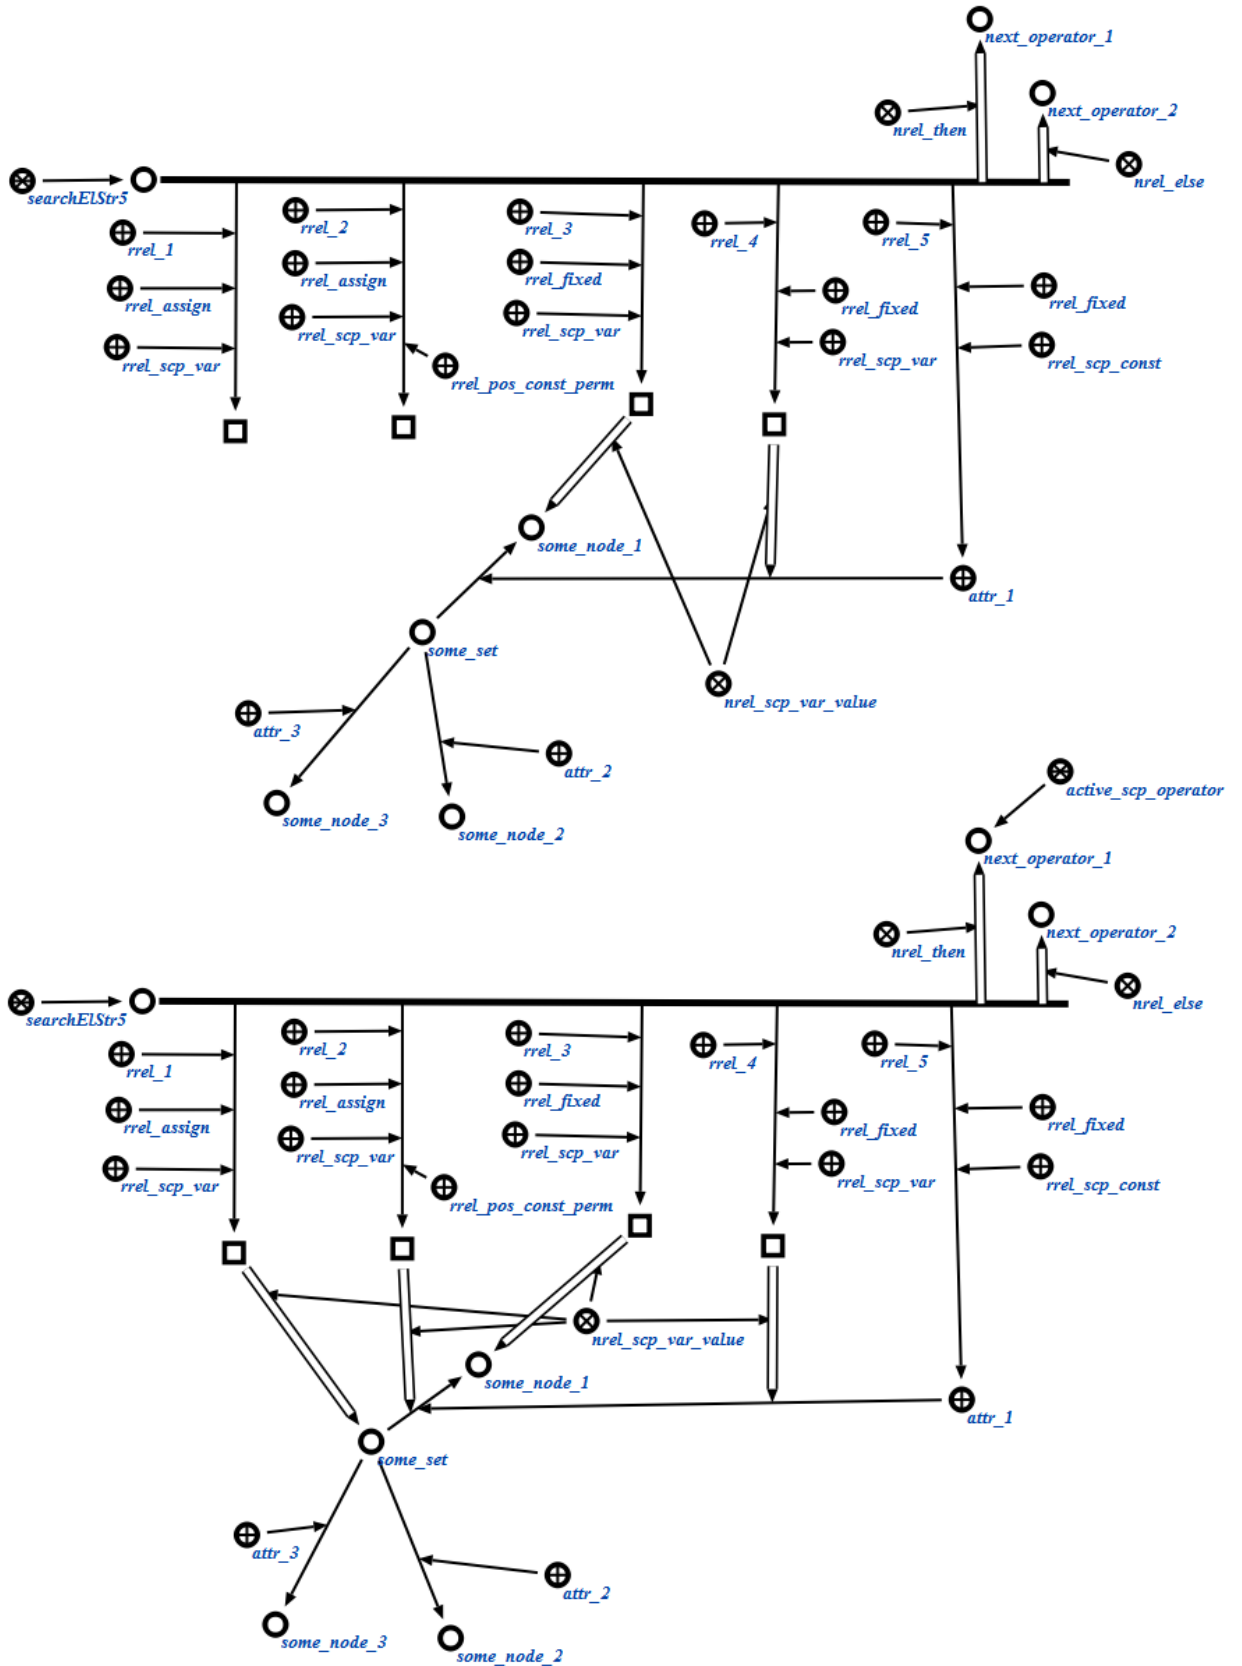 next_operator_1
next_operator_2
nrel_then
nrel_else
searchElStr5
rrel_1
rrel_2
rrel_3
rrel_4
rrel_5
rrel_assign
rrel_assign
rrel_fixed
rrel_fixed
rrel_fixed
rrel_scp_var
rrel_scp_var
rrel_scp_var
rrel_scp_var
rrel_scp_const
rrel_pos_const_perm
some_node_1
attr_1
some_set
nrel_scp_var_value
attr_3
attr_2
some_node_3
some_node_2
active_scp_operator
next_operator_1
next_operator_2
nrel_then
nrel_else
searchElStr5
rrel_1
rrel_2
rrel_3
rrel_4
rrel_5
rrel_assign
rrel_assign
rrel_fixed
rrel_fixed
rrel_fixed
rrel_scp_var
rrel_scp_var
rrel_scp_var
rrel_scp_var
rrel_scp_const
rrel_pos_const_perm
nrel_scp_var_value
some_node_1
attr_1
some_set
attr_3
attr_2
some_node_3
some_node_2